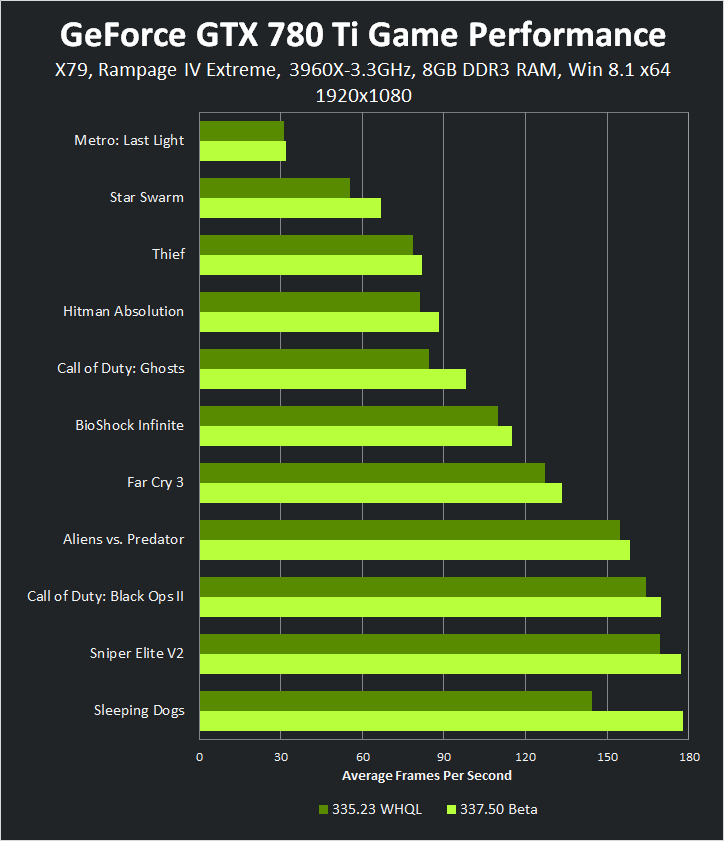 GeForce GTX 780 Ti Game Performance
X79, Rampage IV Extreme, 3960X-3.3GHz, 8GB DDR3 RAM, Win 8.1 x64
1920x1080
Metro: Last Light
Star Swarm
Thief
Hitman Absolution
Call of Duty: Ghosts
BioShock Infinite
Far Cry 3
Aliens vs. Predator
Call of Duty: Black Ops II
Sniper Elite V2
Sleeping Dogs
0 30 60 90 120 150 180
Average Frames Per Second
335.23 WHQL 337.50 Beta